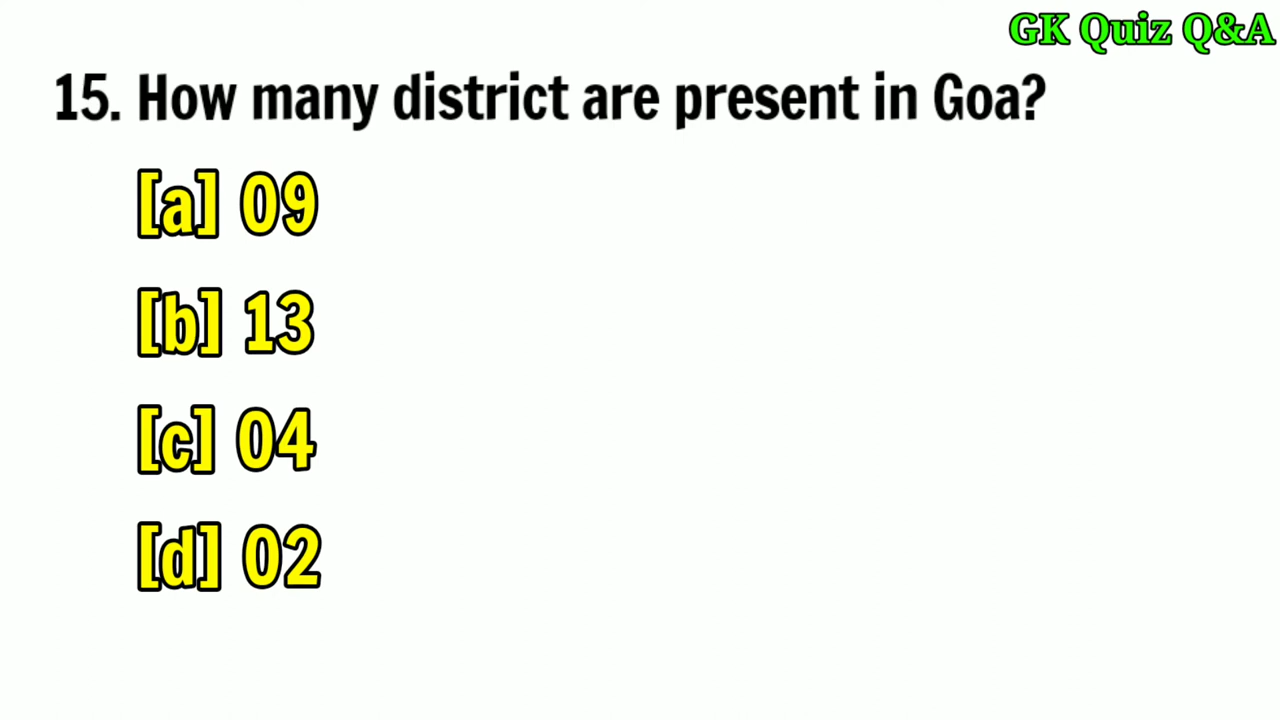 GK Quiz Q&A
15. How many district are present in Goa?
[a] 09
[b] 13
[c] 04
[d] 02